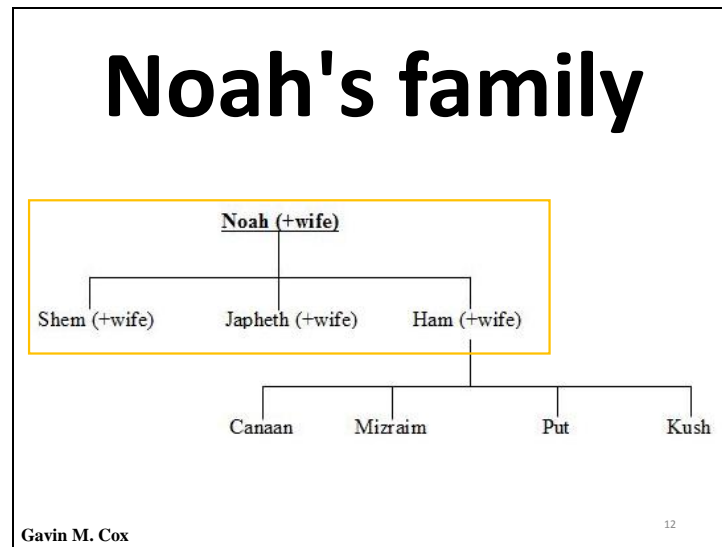 Noah's family
Noah (+wife)
Shem (+wife) Japheth (+wife) Ham (+wife)
Canaan Mizraim Put Kush
Gavin M. Cox 12